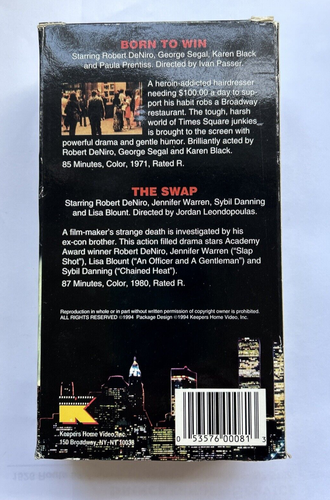 BORN TO WIN
Starring Robert DeNiro, George Segal, Karen Black
and Paula Prentiss. Directed by Ivan Passer.
A heroin-addicted hairdresser
needing $100.00 a day to sup-
port his habit robs a Broadway
restaurant. The tough, harsh
world of Times Square junkies
is brought to the screen with
powerful drama and gentle humor. Brilliantly acted by
Robert DeNiro, George Segal and Karen Black.
85 Minutes, Color, 1971, Rated R.
THE SWAP
Starring Robert DeNiro, Jennifer Warren, Sybil Danning
and Lisa Blount. Directed by Jordan Leondopoulas.
A film-maker's strange death is investigated by his
ex-con brother. This action filled drama stars Academy
Award winner Robert DeNiro, Jennifer Warren ("Slap
Shot"), Lisa Blount ("An Officer and A Gentleman") and
Sybil Danning ("Chained Heat").
87 Minutes, Color, 1980, Rated R.
Reproduction in whole or in part without written permission of copyright owner is prohibited.
ALL RIGHTS RESERVED ©1994 Package Design ©1994 Keepers Home Video, Inc.
K
Keepers Home Video, Inc.
150 Broadway, NY, NY 10038
0 53576 00081 3